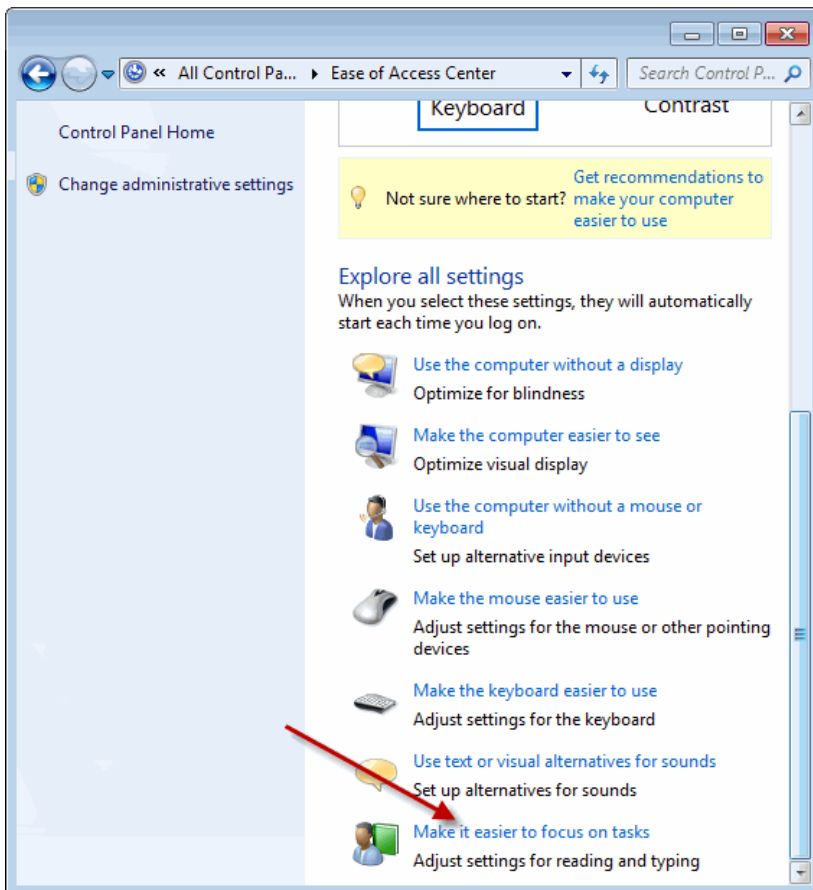 « All Control Pa... Ease of Access Center Search Control P...
Control Panel Home
Change administrative settings
Keyboard Contrast
Not sure where to start? Get recommendations to
make your computer
easier to use
Explore all settings
When you select these settings, they will automatically
start each time you log on.
Use the computer without a display
Optimize for blindness
Make the computer easier to see
Optimize visual display
Use the computer without a mouse or
keyboard
Set up alternative input devices
Make the mouse easier to use
Adjust settings for the mouse or other pointing
devices
Make the keyboard easier to use
Adjust settings for the keyboard
Use text or visual alternatives for sounds
Set up alternatives for sounds
Make it easier to focus on tasks
Adjust settings for reading and typing